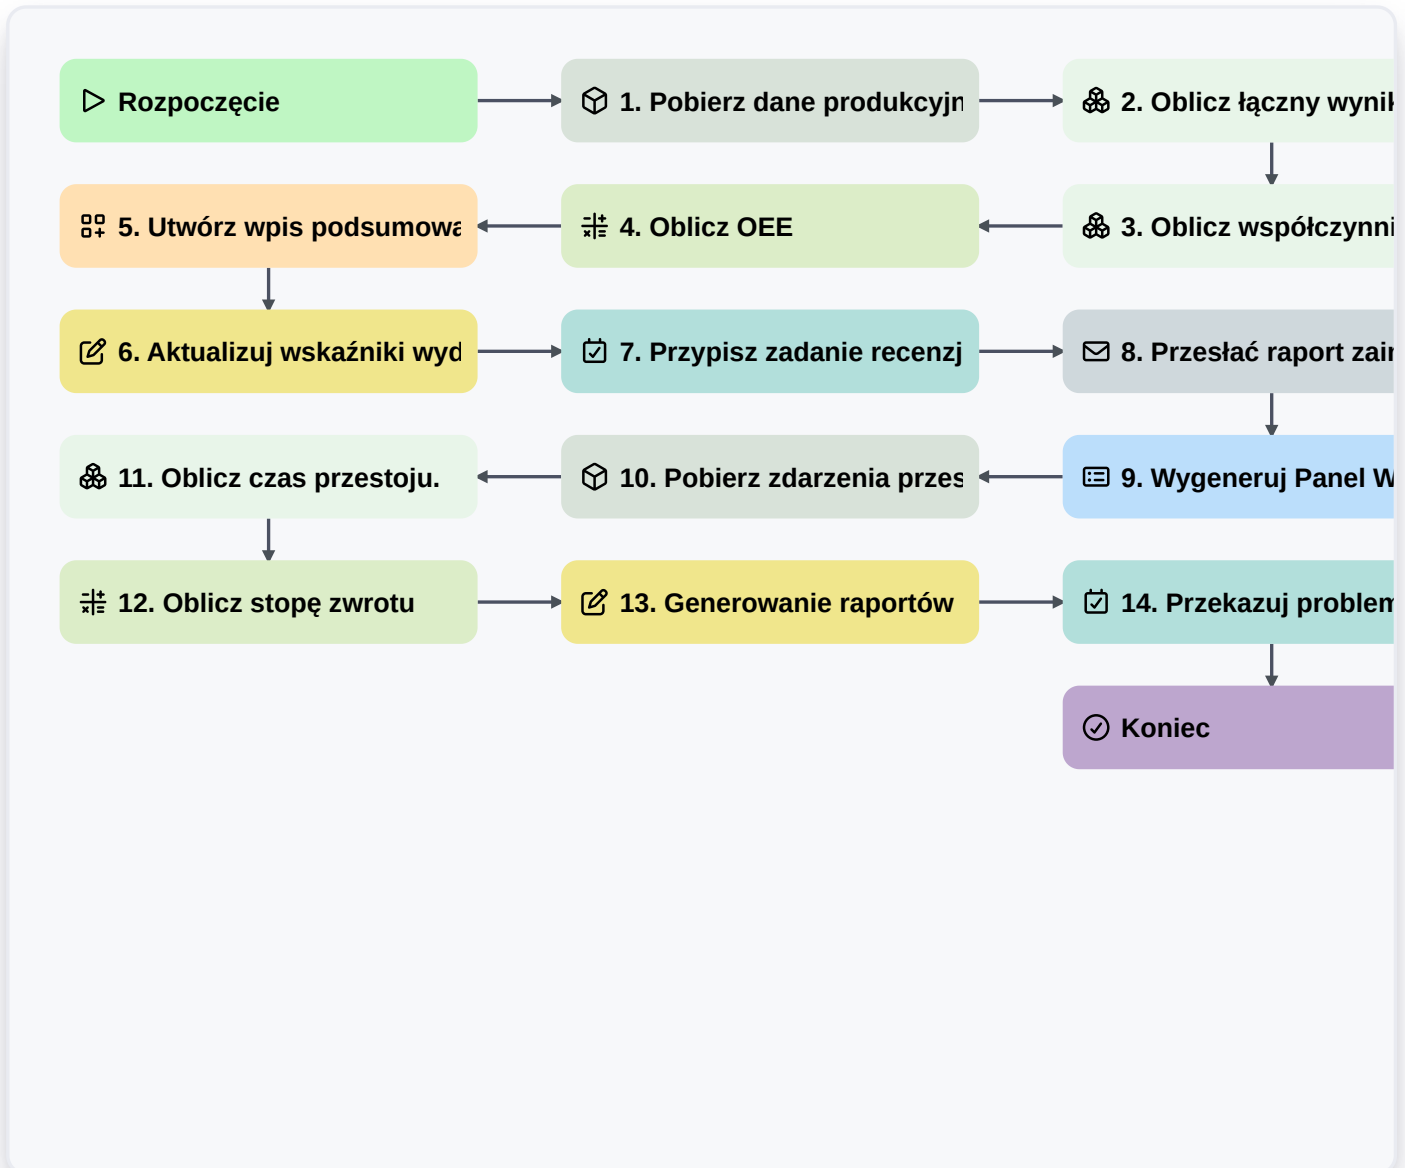 Rozpoczęcie
1. Pobierz dane produkcyjn
2. Oblicz łączny wynik
3. Oblicz współczynni
4. Oblicz OEE
5. Utwórz wpis podsumowa
6. Aktualizuj wskaźniki wyd
7. Przypisz zadanie recenzj
8. Przesłać raport
9. Wygeneruj Panel W
10. Pobierz zdarzenia przes
11. Oblicz czas przestoju.
12. Oblicz stopę zwrotu
13. Generowanie raportów
14. Przekazuj problem
Koniec